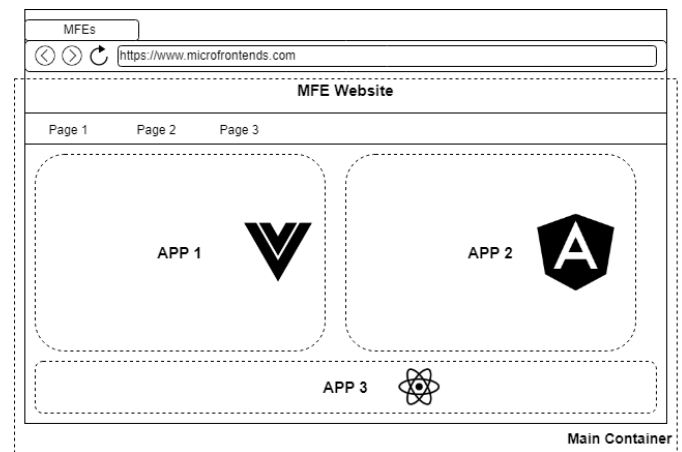 MFEs
https://www.microfrontends.com
MFE Website
Page 1 Page 2 Page 3
APP 1
APP 2
APP 3
Main Container